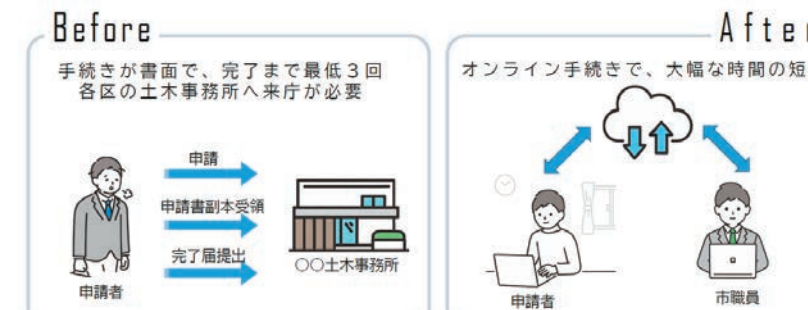 Before
手続きが書面で、完了まで最低３回
各区の土木事務所へ来庁が必要
申請
申請書副本受領
完了届提出
申請者
○○土木事務所
After
オンライン手続きで、大幅な時間の短
申請者
市職員